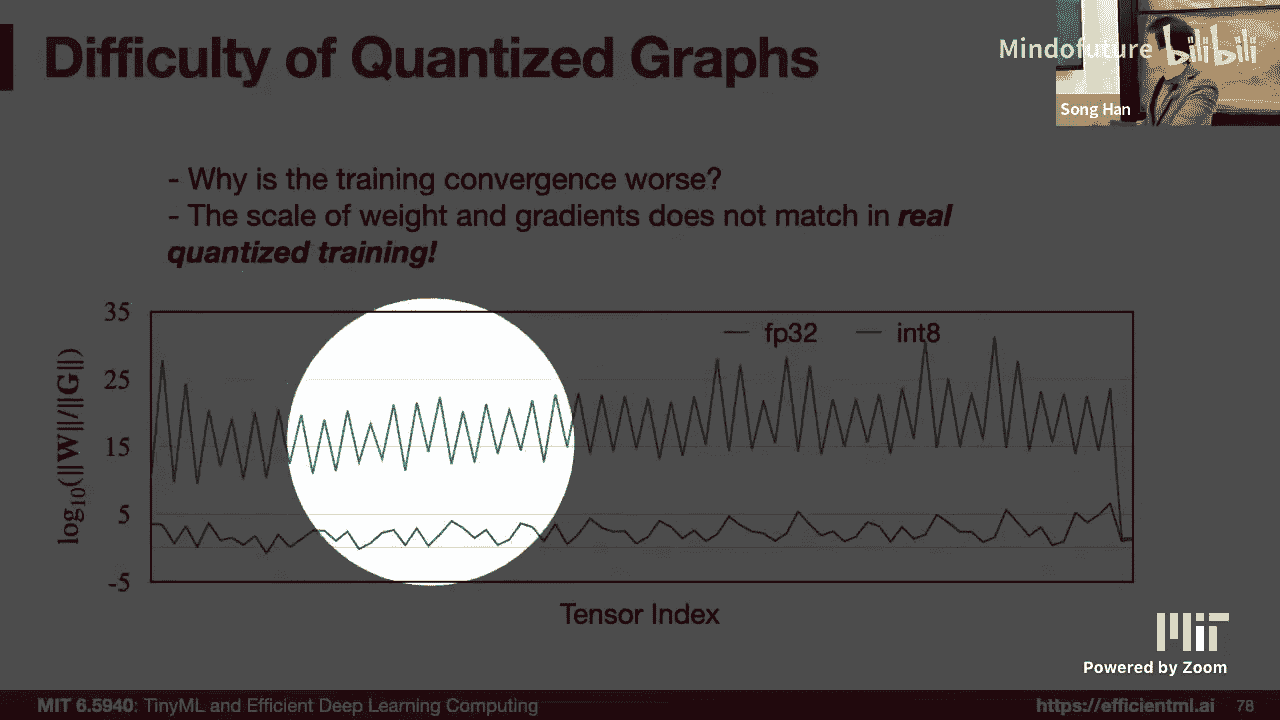 Difficulty of Quantized Graphs
Mindofuture bilibili
Song Han
- Why is the training convergence worse?
- The scale of weight and gradients does not match in real
quantized training!
35
25
15
5
-5
log10(||W||/||G||)
fp32
int8
Tensor Index
MIT
Powered by Zoom
MIT 6.5940: TinyML and Efficient Deep Learning Computing
https://efficientml.ai
78